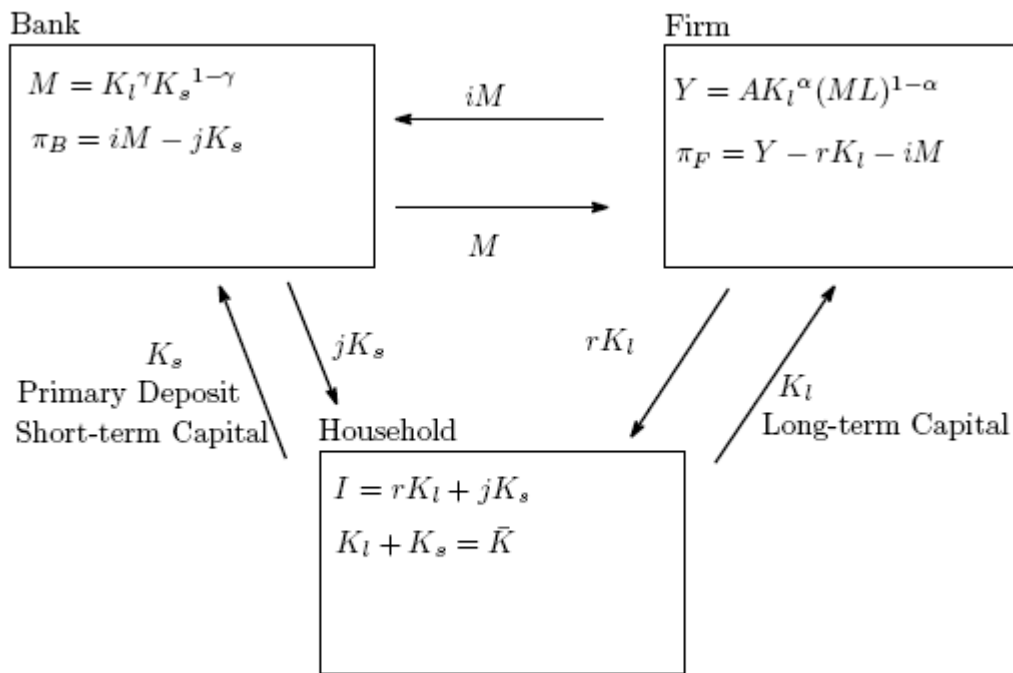 Bank
M = K_l^γ K_s^{1−γ}
π_B = iM − jK_s
iM
M
Firm
Y = AK_l^α(ML)^{1−α}
π_F = Y − rK_l − iM
K_s
Primary Deposit
Short-term Capital
jK_s
rK_l
K_l
Long-term Capital
Household
I = rK_l + jK_s
K_l + K_s = K̄